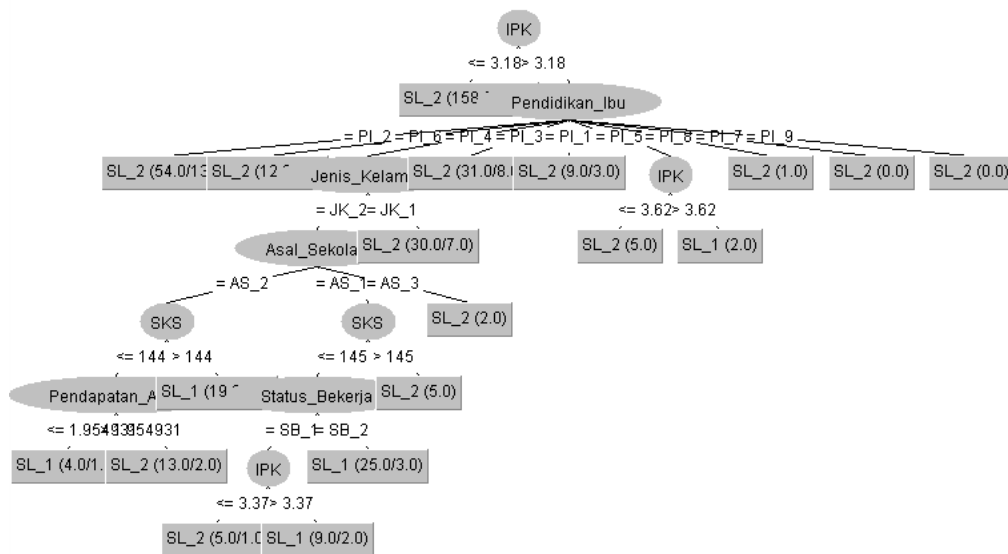 IPK
<= 3.18 > 3.18
SL_2 (158
Pendidikan_Ibu
= PI_2 = PI_6 = PI_4 = PI_3 = PI_1 = PI_5 = PI_8 = PI_7 = PI_9
SL_2 (54.0/13 SL_2 (12 Jenis_Kelam SL_2 (31.0/8.0 SL_2 (9.0/3.0) IPK SL_2 (1.0) SL_2 (0.0) SL_2 (0.0)
= JK_2 = JK_1 <= 3.62 > 3.62
Asal_Sekola SL_2 (30.0/7.0) SL_2 (5.0) SL_1 (2.0)
= AS_2 = AS_1 = AS_3
SKS SKS SL_2 (2.0)
<= 144 > 144 <= 145 > 145
Pendapatan_A SL_1 (19 Status_Bekerja SL_2 (5.0)
<= 1.954931 = SB_1 = SB_2
SL_1 (4.0/1. SL_2 (13.0/2.0) IPK SL_1 (25.0/3.0)
<= 3.37 > 3.37
SL_2 (5.0/1.0 SL_1 (9.0/2.0)